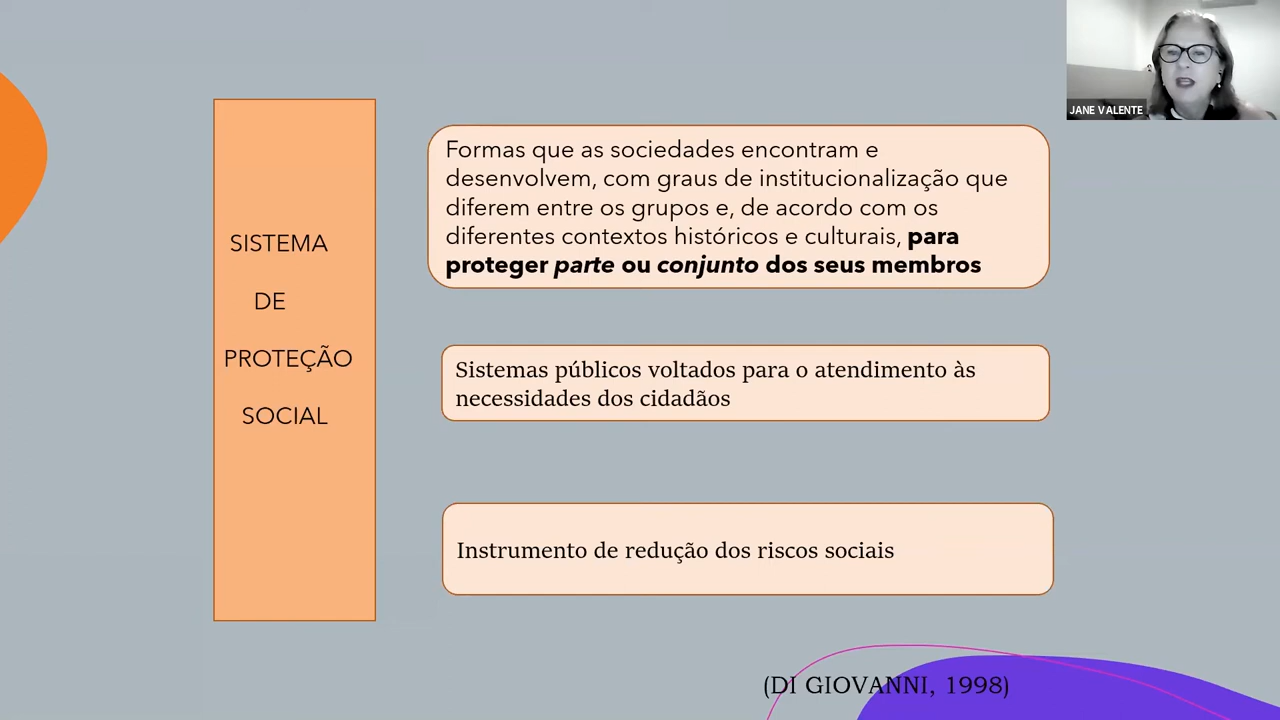 JANE VALENTE
SISTEMA
DE
PROTEÇÃO
SOCIAL
Formas que as sociedades encontram e
desenvolvem, com graus de institucionalização que
diferem entre os grupos e, de acordo com os
diferentes contextos históricos e culturais, para
proteger parte ou conjunto dos seus membros
Sistemas públicos voltados para o atendimento às
necessidades dos cidadãos
Instrumento de redução dos riscos sociais
(DI GIOVANNI, 1998)